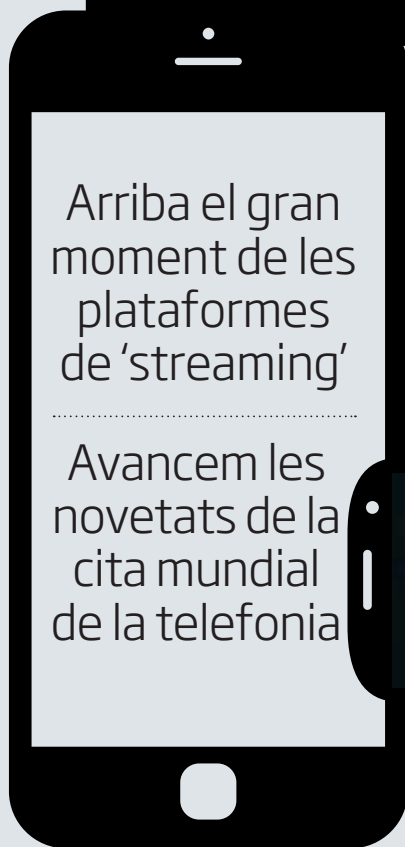 Arriba el gran
moment de les
plataformes
de ‘streaming’
Avancem les
novetats de la
cita mundial
de la telefonia